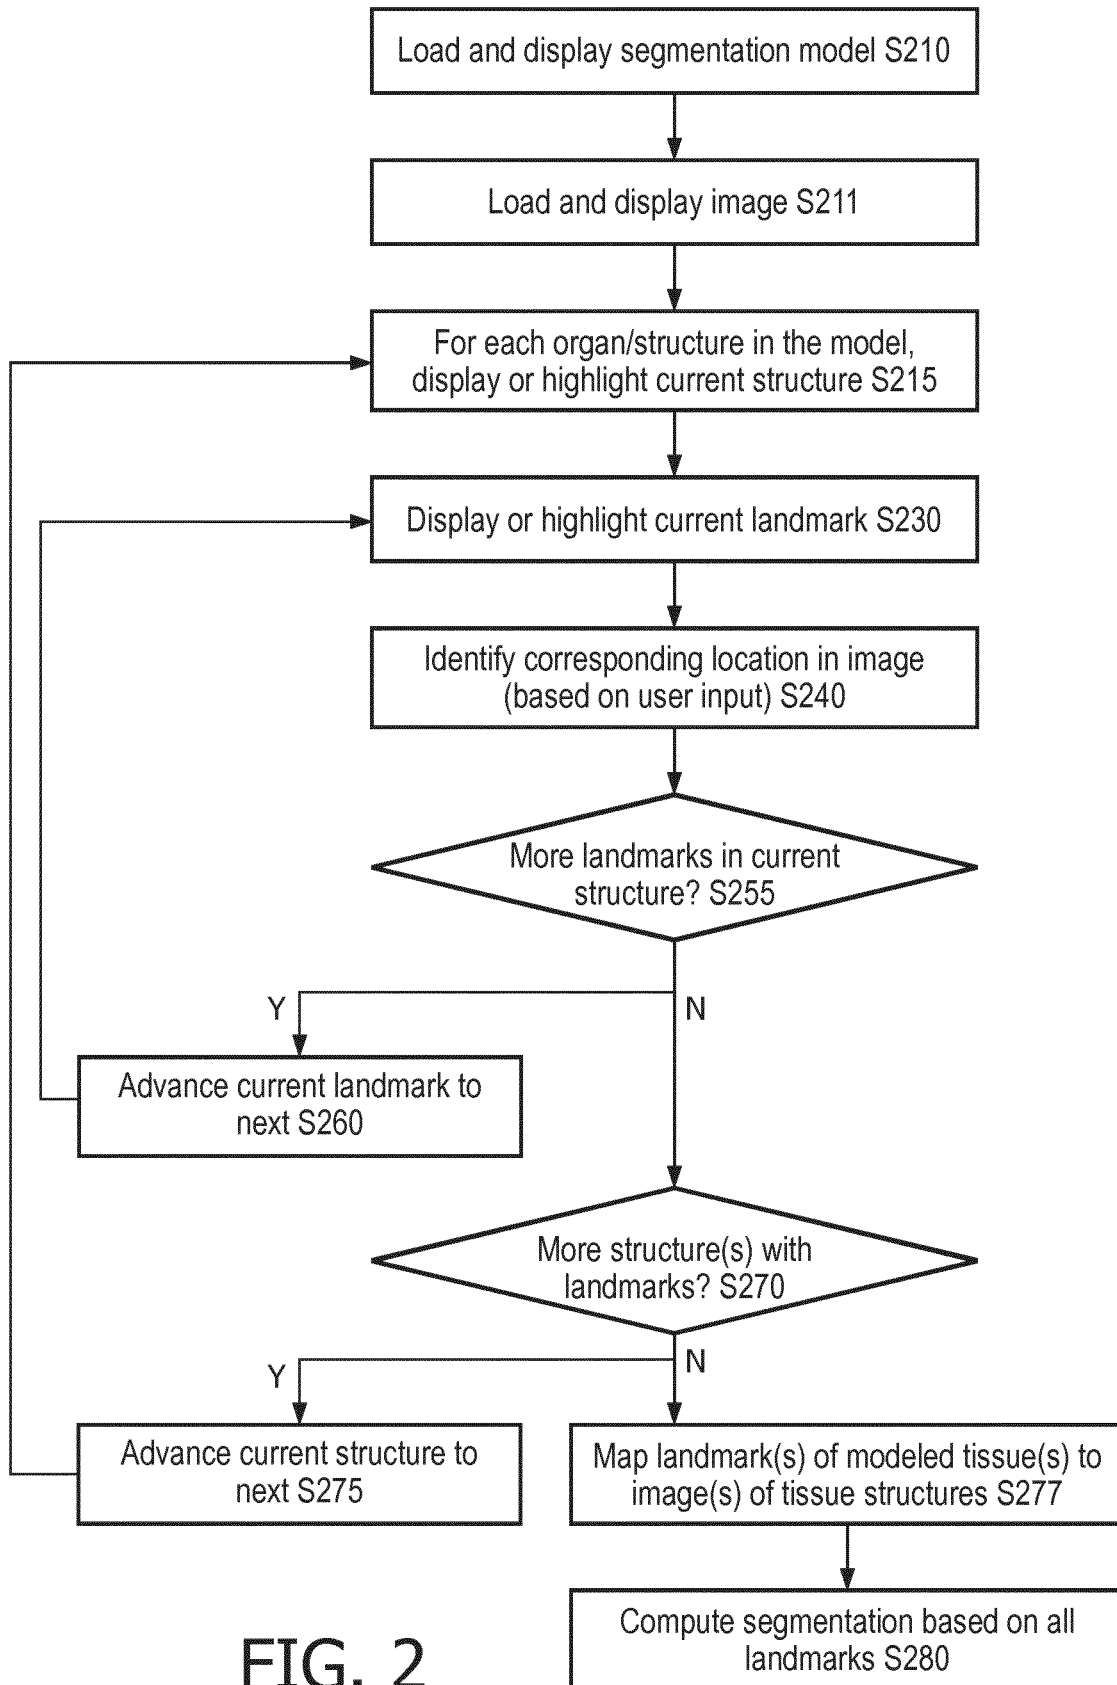 Load and display segmentation model S210
Load and display image S211
For each organ/structure in the model,
display or highlight current structure S215
Display or highlight current landmark S230
Identify corresponding location in image
(based on user input) S240
More landmarks in current
structure? S255
Y
N
Advance current landmark to
next S260
More structure(s) with
landmarks? S270
Y
N
Advance current structure to
next S275
Map landmark(s) of modeled tissue(s) to
image(s) of tissue structures S277
Compute segmentation based on all
landmarks S280
FIG. 2